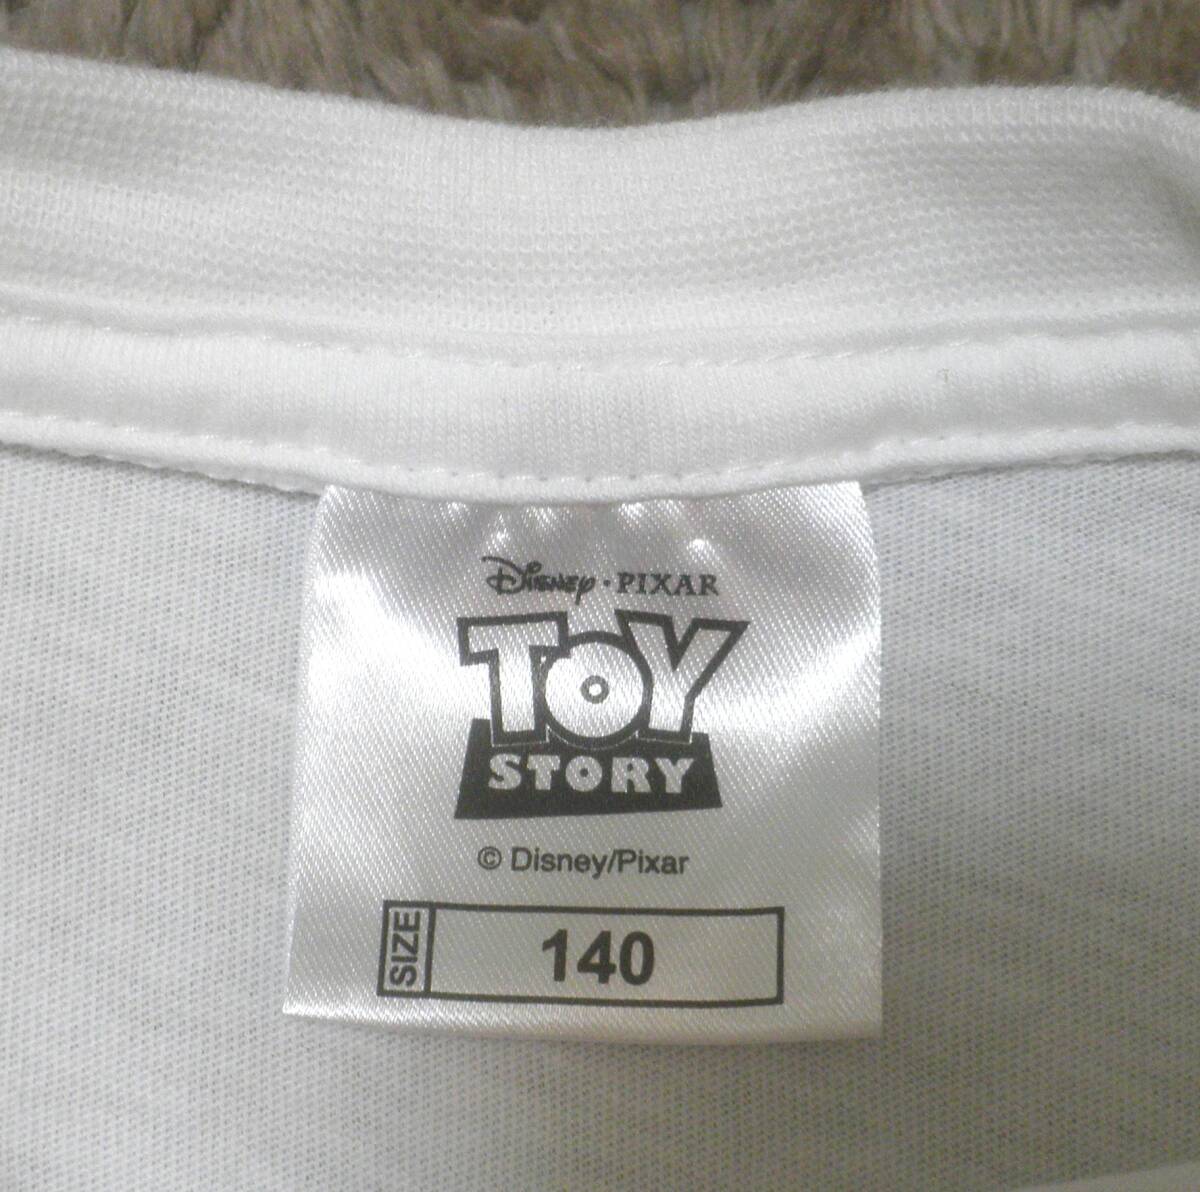 Disney · PIXAR
TOY
STORY
© Disney/Pixar
SIZE 140